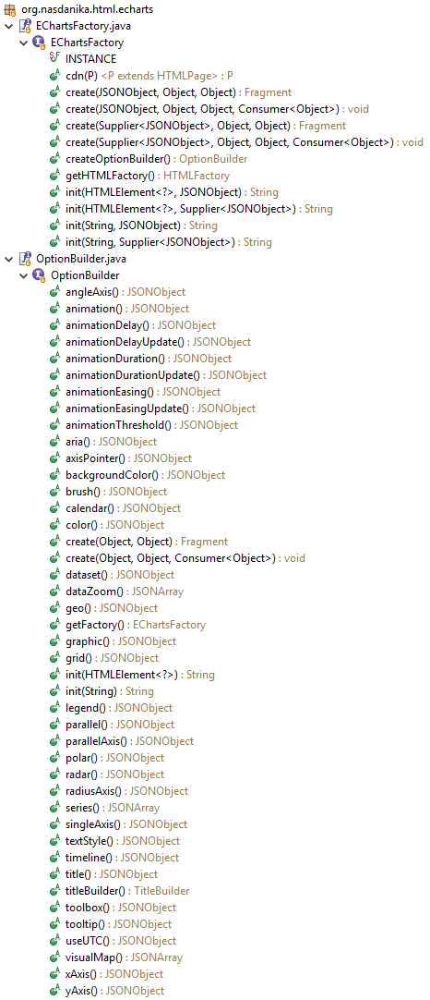 org.nasdanika.html.echarts
EChartsFactory.java
EChartsFactory
INSTANCE
cdn(P) <P extends HTMLPage> : P
create(JSONObject, Object, Object) : Fragment
create(JSONObject, Object, Object, Consumer<Object>) : void
create(Supplier<JSONObject>, Object, Object) : Fragment
create(Supplier<JSONObject>, Object, Object, Consumer<Object>) : void
createOptionBuilder() : OptionBuilder
getHTMLFactory() : HTMLFactory
init(HTMLElement<?>, JSONObject) : String
init(HTMLElement<?>, Supplier<JSONObject>) : String
init(String, JSONObject) : String
init(String, Supplier<JSONObject>) : String
OptionBuilder.java
OptionBuilder
angleAxis() : JSONObject
animation() : JSONObject
animationDelay() : JSONObject
animationDelayUpdate() : JSONObject
animationDuration() : JSONObject
animationDurationUpdate() : JSONObject
animationEasing() : JSONObject
animationEasingUpdate() : JSONObject
animationThreshold() : JSONObject
aria() : JSONObject
axisPointer() : JSONObject
backgroundColor() : JSONObject
brush() : JSONObject
calendar() : JSONObject
color() : JSONObject
create(Object, Object) : Fragment
create(Object, Object, Consumer<Object>) : void
dataset() : JSONObject
dataZoom() : JSONArray
geo() : JSONObject
getFactory() : EChartsFactory
graphic() : JSONObject
grid() : JSONObject
init(HTMLElement<?>) : String
init(String) : String
legend() : JSONObject
parallel() : JSONObject
parallelAxis() : JSONObject
polar() : JSONObject
radar() : JSONObject
radiusAxis() : JSONObject
series() : JSONArray
singleAxis() : JSONObject
textStyle() : JSONObject
timeline() : JSONObject
title() : JSONObject
titleBuilder() : TitleBuilder
toolbox() : JSONObject
tooltip() : JSONObject
useUTC() : JSONObject
visualMap() : JSONArray
xAxis() : JSONObject
yAxis() : JSONObject